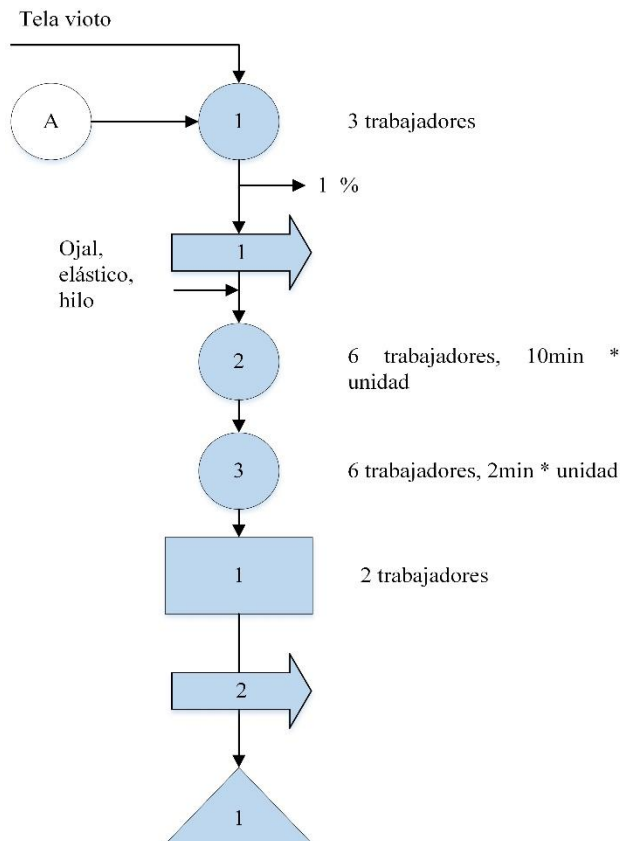 Tela vioto
A
1
3 trabajadores
1 %
1
Ojal,
elástico,
hilo
2
6 trabajadores, 10min *
unidad
3
6 trabajadores, 2min * unidad
1
2 trabajadores
2
1